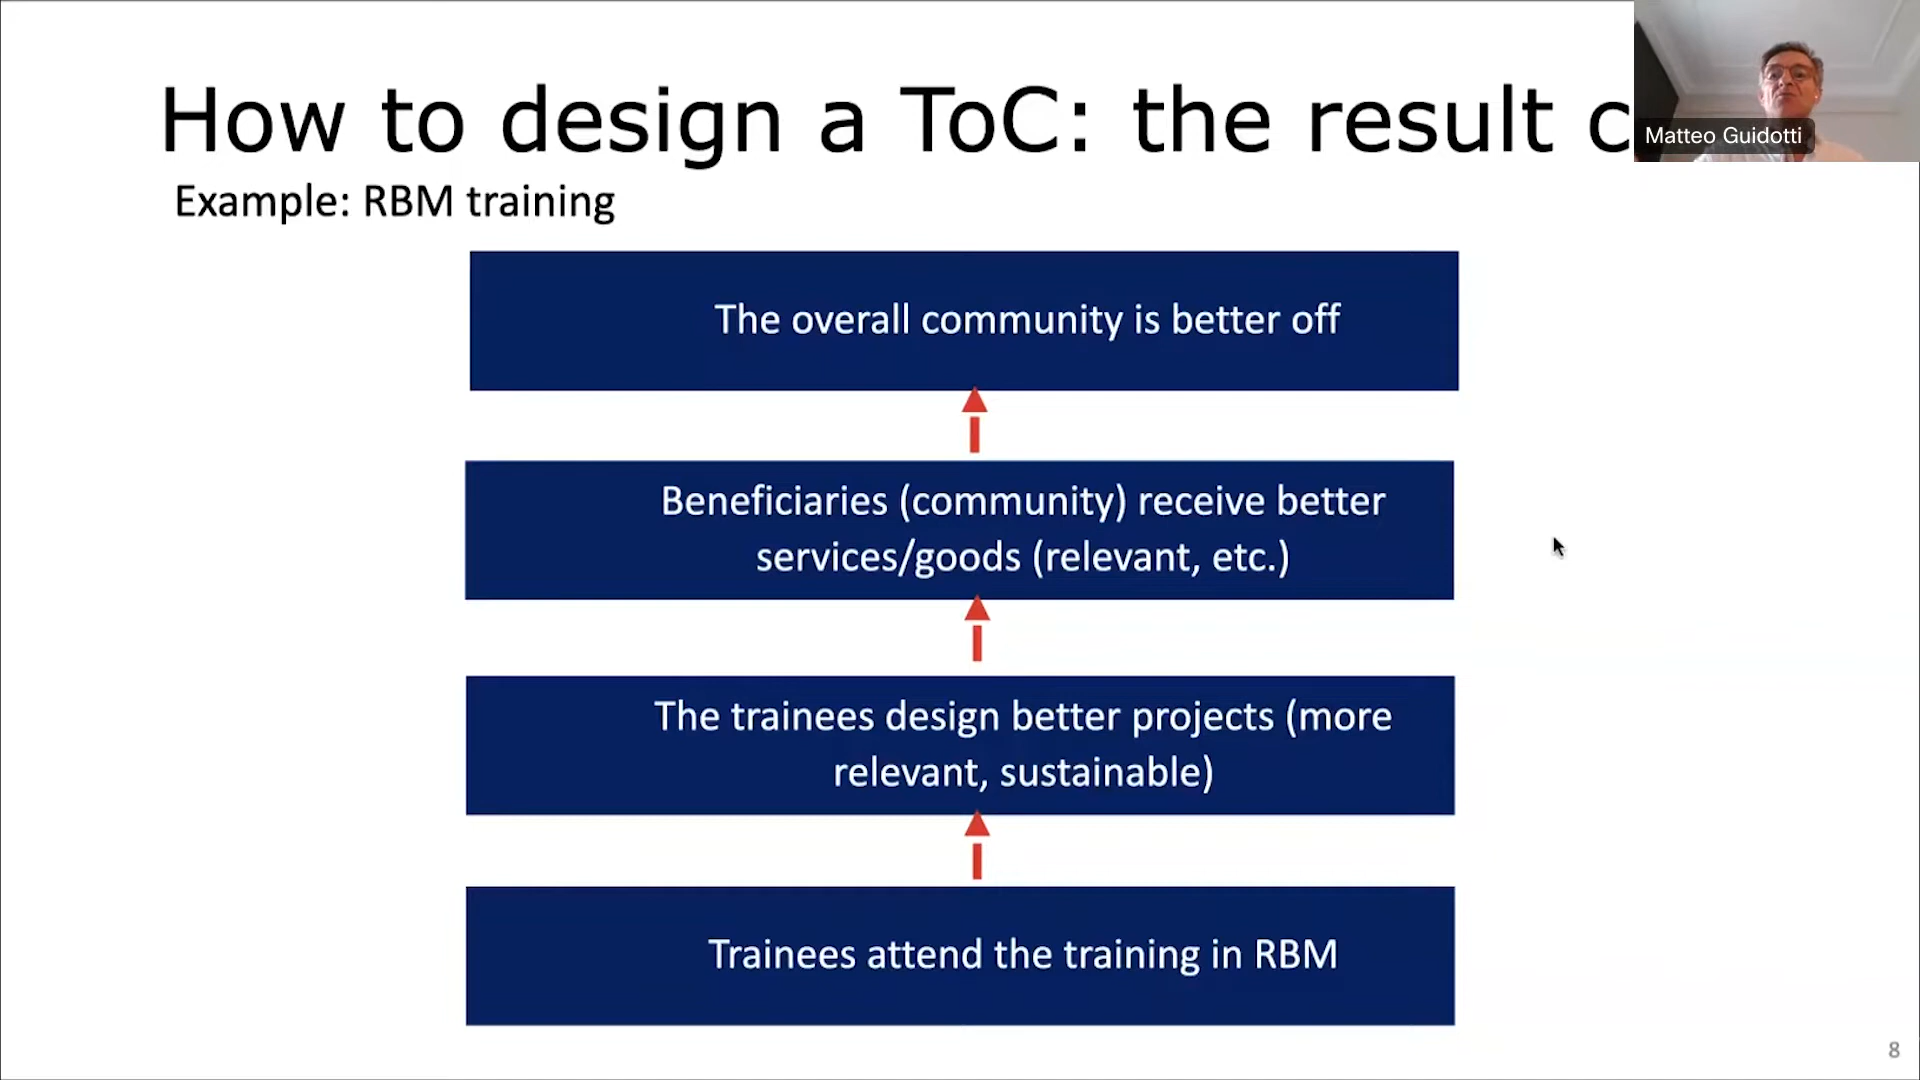 How to design a ToC: the result c
Matteo Guidotti
Example: RBM training
The overall community is better off
Beneficiaries (community) receive better
services/goods (relevant, etc.)
The trainees design better projects (more
relevant, sustainable)
Trainees attend the training in RBM
8